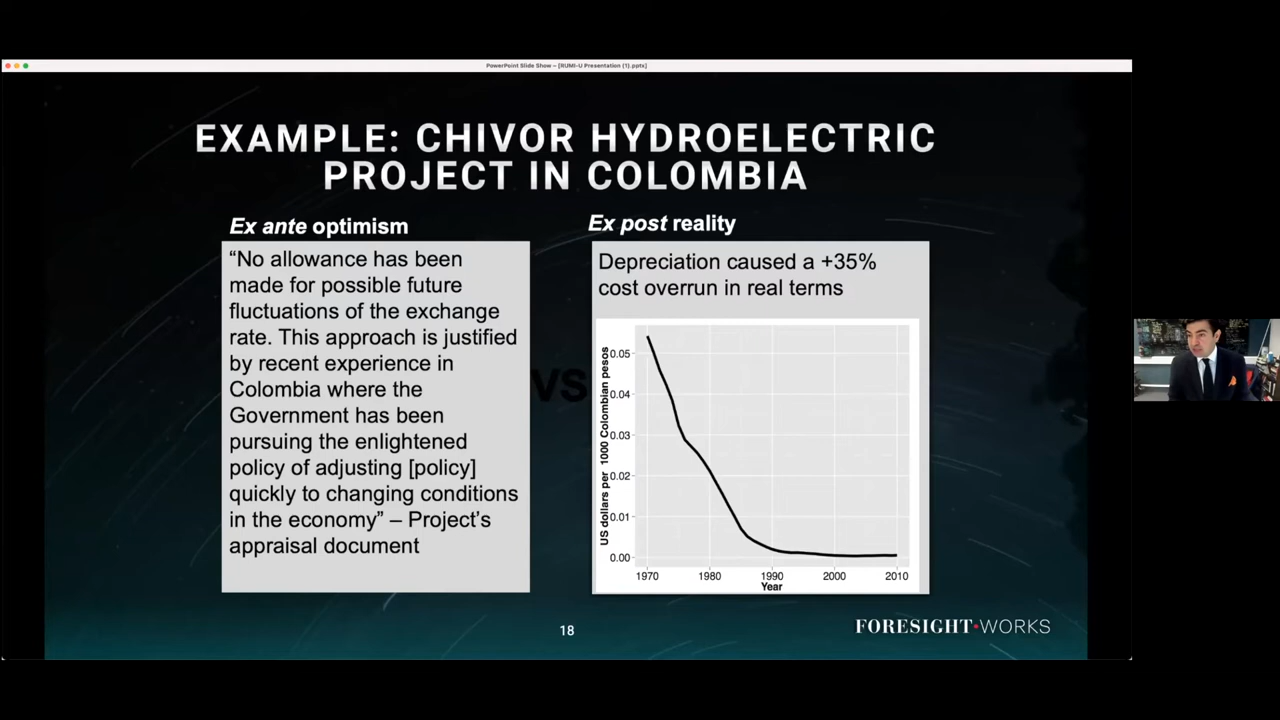 PowerPoint Slide Show – [RUMI-U Presentation (1).pptx]
EXAMPLE: CHIVOR HYDROELECTRIC
PROJECT IN COLOMBIA
Ex ante optimism
“No allowance has been
made for possible future
fluctuations of the exchange
rate. This approach is justified
by recent experience in
Colombia where the
Government has been
pursuing the enlightened
policy of adjusting [policy]
quickly to changing conditions
in the economy” – Project’s
appraisal document
VS
Ex post reality
Depreciation caused a +35%
cost overrun in real terms
US dollars per 1000 Colombian pesos
0.05
0.04
0.03
0.02
0.01
0.00
1970 1980 1990 2000 2010
Year
18
FORESIGHT•WORKS